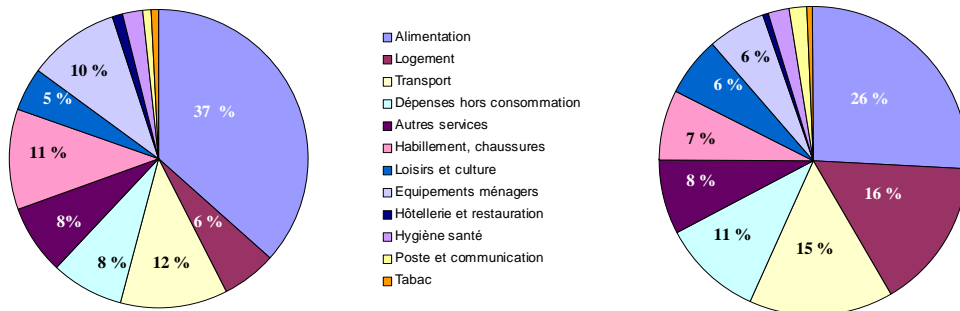 37 %
6 %
12 %
8 %
8%
11 %
5 %
10 %
Alimentation
Logement
Transport
Dépenses hors consommation
Autres services
Habillement, chaussures
Loisirs et culture
Equipements ménagers
Hôtellerie et restauration
Hygiène santé
Poste et communication
Tabac
26 %
16 %
15 %
11 %
8 %
7 %
6 %
6 %